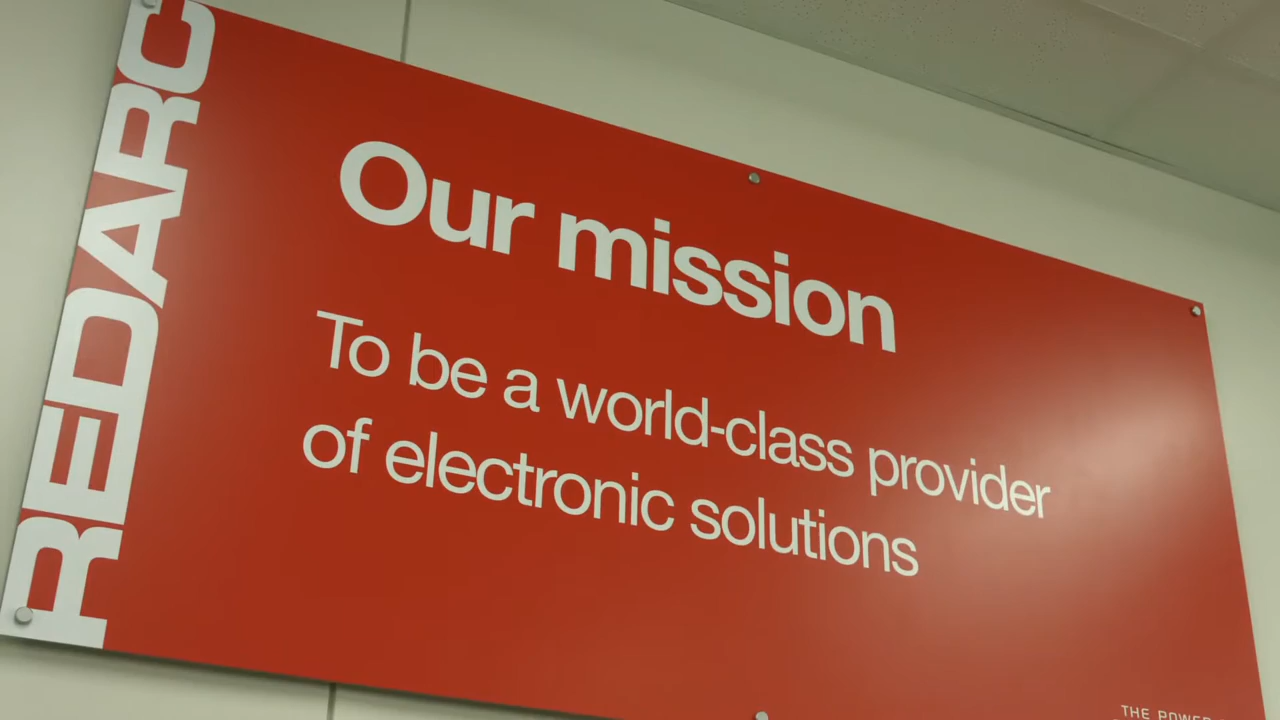 REDARC
Our mission
To be a world-class provider
of electronic solutions
THE POWER